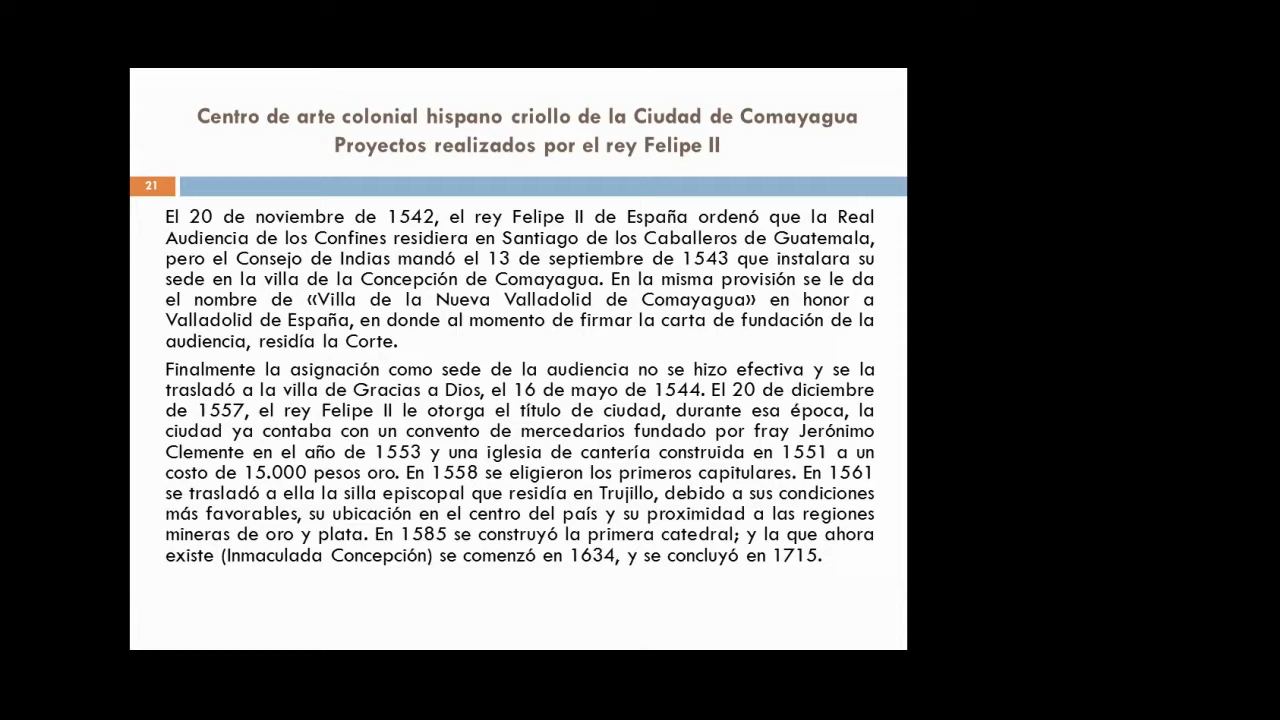 Centro de arte colonial hispano criollo de la Ciudad de Comayagua
Proyectos realizados por el rey Felipe II
21
El 20 de noviembre de 1542, el rey Felipe II de España ordenó que la Real
Audiencia de los Confines residiera en Santiago de los Caballeros de Guatemala,
pero el Consejo de Indias mandó el 13 de septiembre de 1543 que instalara su
sede en la villa de la Concepción de Comayagua. En la misma provisión se le da
el nombre de «Villa de la Nueva Valladolid de Comayagua» en honor a
Valladolid de España, en donde al momento de firmar la carta de fundación de la
audiencia, residía la Corte.
Finalmente la asignación como sede de la audiencia no se hizo efectiva y se la
trasladó a la villa de Gracias a Dios, el 16 de mayo de 1544. El 20 de diciembre
de 1557, el rey Felipe II le otorga el título de ciudad, durante esa época, la
ciudad ya contaba con un convento de mercedarios fundado por fray Jerónimo
Clemente en el año de 1553 y una iglesia de cantería construida en 1551 a un
costo de 15.000 pesos oro. En 1558 se eligieron los primeros capitulares. En 1561
se trasladó a ella la silla episcopal que residía en Trujillo, debido a sus condiciones
más favorables, su ubicación en el centro del país y su proximidad a las regiones
mineras de oro y plata. En 1585 se construyó la primera catedral; y la que ahora
existe (Inmaculada Concepción) se comenzó en 1634, y se concluyó en 1715.